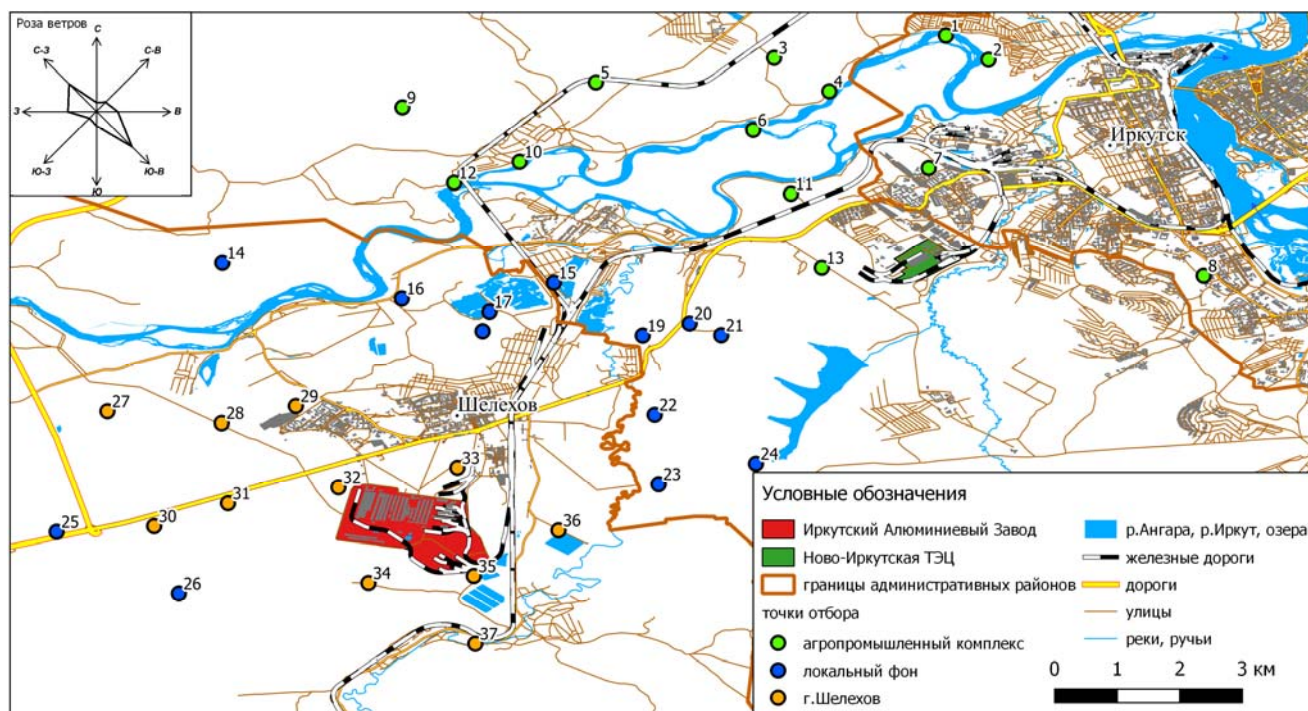 Роза ветров
С
С-З
С-В
З
В
Ю-З
Ю-В
Ю
1
2
3
4
5
6
7
8
9
10
11
12
13
14
15
16
17
20
19
21
22
23
24
25
26
27
28
29
30
31
32
33
34
35
36
37
Иркутск
Шелехов
Условные обозначения
Иркутский Алюминиевый Завод
Ново-Иркутская ТЭЦ
границы административных районов
точки отбора
агропромышленный комплекс
локальный фон
г.Шелехов
р.Ангара, р.Иркут, озера
железные дороги
дороги
улицы
реки, ручьи
0 1 2 3 км